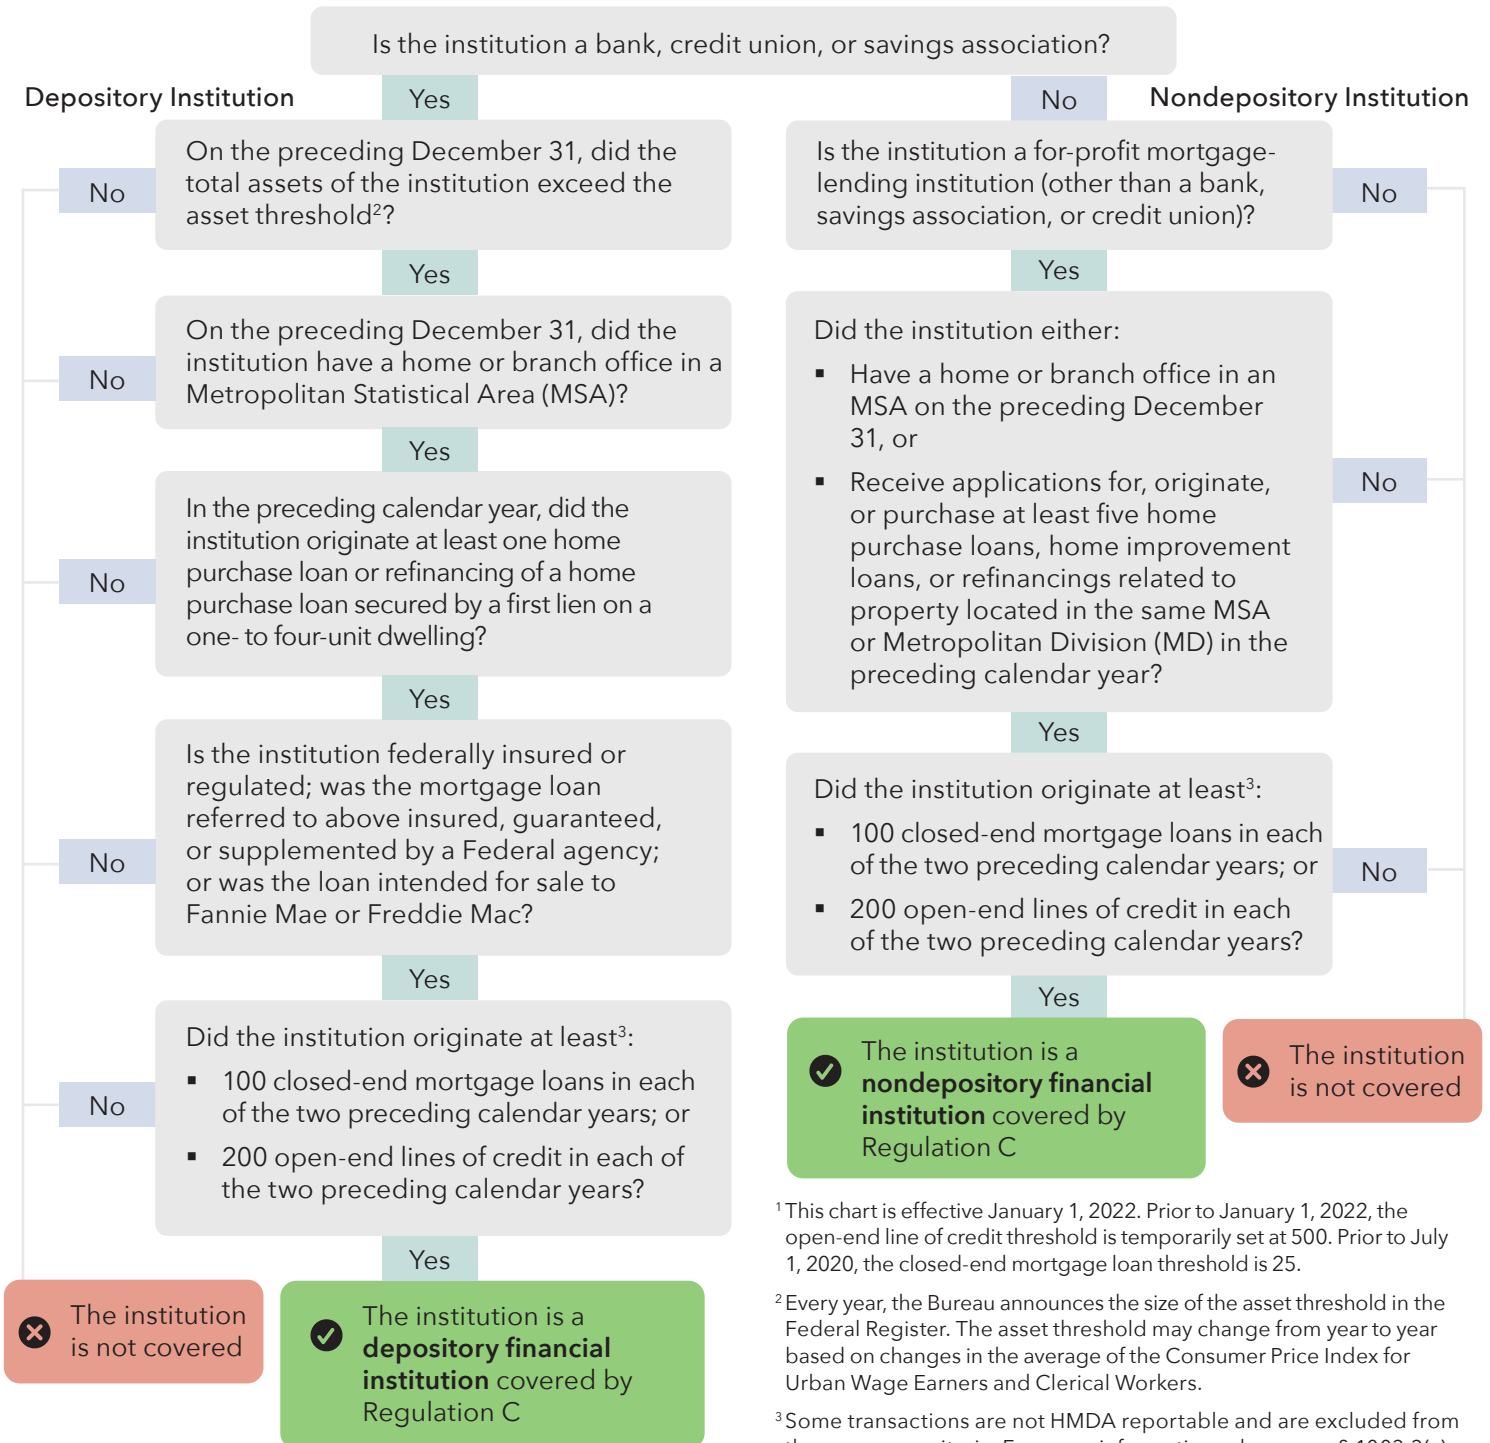 Is the institution a bank, credit union, or savings association?
Depository Institution
Yes
On the preceding December 31, did the
total assets of the institution exceed the
asset threshold²?
No
Yes
On the preceding December 31, did the
institution have a home or branch office in a
Metropolitan Statistical Area (MSA)?
No
Yes
In the preceding calendar year, did the
institution originate at least one home
purchase loan or refinancing of a home
purchase loan secured by a first lien on a
one- to four-unit dwelling?
No
Yes
Is the institution federally insured or
regulated; was the mortgage loan
referred to above insured, guaranteed,
or supplemented by a Federal agency;
or was the loan intended for sale to
Fannie Mae or Freddie Mac?
No
Yes
Did the institution originate at least³:
▪ 100 closed-end mortgage loans in each
of the two preceding calendar years; or
▪ 200 open-end lines of credit in each of
the two preceding calendar years?
No
Yes
The institution
is not covered
The institution is a
depository financial
institution covered by
Regulation C
No
Nondepository Institution
Is the institution a for-profit mortgage-
lending institution (other than a bank,
savings association, or credit union)?
No
Yes
Did the institution either:
▪ Have a home or branch office in an
MSA on the preceding December
31, or
▪ Receive applications for, originate,
or purchase at least five home
purchase loans, home improvement
loans, or refinancings related to
property located in the same MSA
or Metropolitan Division (MD) in the
preceding calendar year?
No
Yes
Did the institution originate at least³:
▪ 100 closed-end mortgage loans in each
of the two preceding calendar years; or
▪ 200 open-end lines of credit in each
of the two preceding calendar years?
No
Yes
The institution is a
nondepository financial
institution covered by
Regulation C
The institution
is not covered
¹ This chart is effective January 1, 2022. Prior to January 1, 2022, the
open-end line of credit threshold is temporarily set at 500. Prior to July
1, 2020, the closed-end mortgage loan threshold is 25.
² Every year, the Bureau announces the size of the asset threshold in the
Federal Register. The asset threshold may change from year to year
based on changes in the average of the Consumer Price Index for
Urban Wage Earners and Clerical Workers.
³ Some transactions are not HMDA reportable and are excluded from